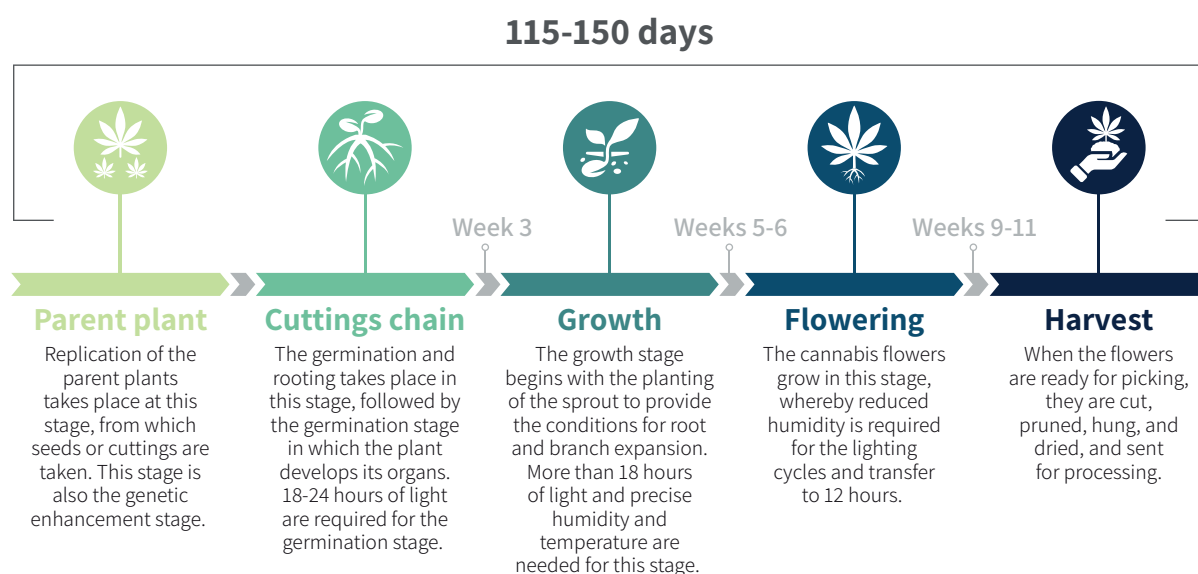 115-150 days
Week 3
Weeks 5-6
Weeks 9-11
Parent plant
Replication of the
parent plants
takes place at this
stage, from which
seeds or cuttings are
taken. This stage is
also the genetic
enhancement stage.
Cuttings chain
The germination and
rooting takes place in
this stage, followed by
the germination stage
in which the plant
develops its organs.
18-24 hours of light
are required for the
germination stage.
Growth
The growth stage
begins with the planting
of the sprout to provide
the conditions for root
and branch expansion.
More than 18 hours
of light and precise
humidity and
temperature are
needed for this stage.
Flowering
The cannabis flowers
grow in this stage,
whereby reduced
humidity is required
for the lighting
cycles and transfer
to 12 hours.
Harvest
When the flowers
are ready for picking,
they are cut,
pruned, hung, and
dried, and sent
for processing.